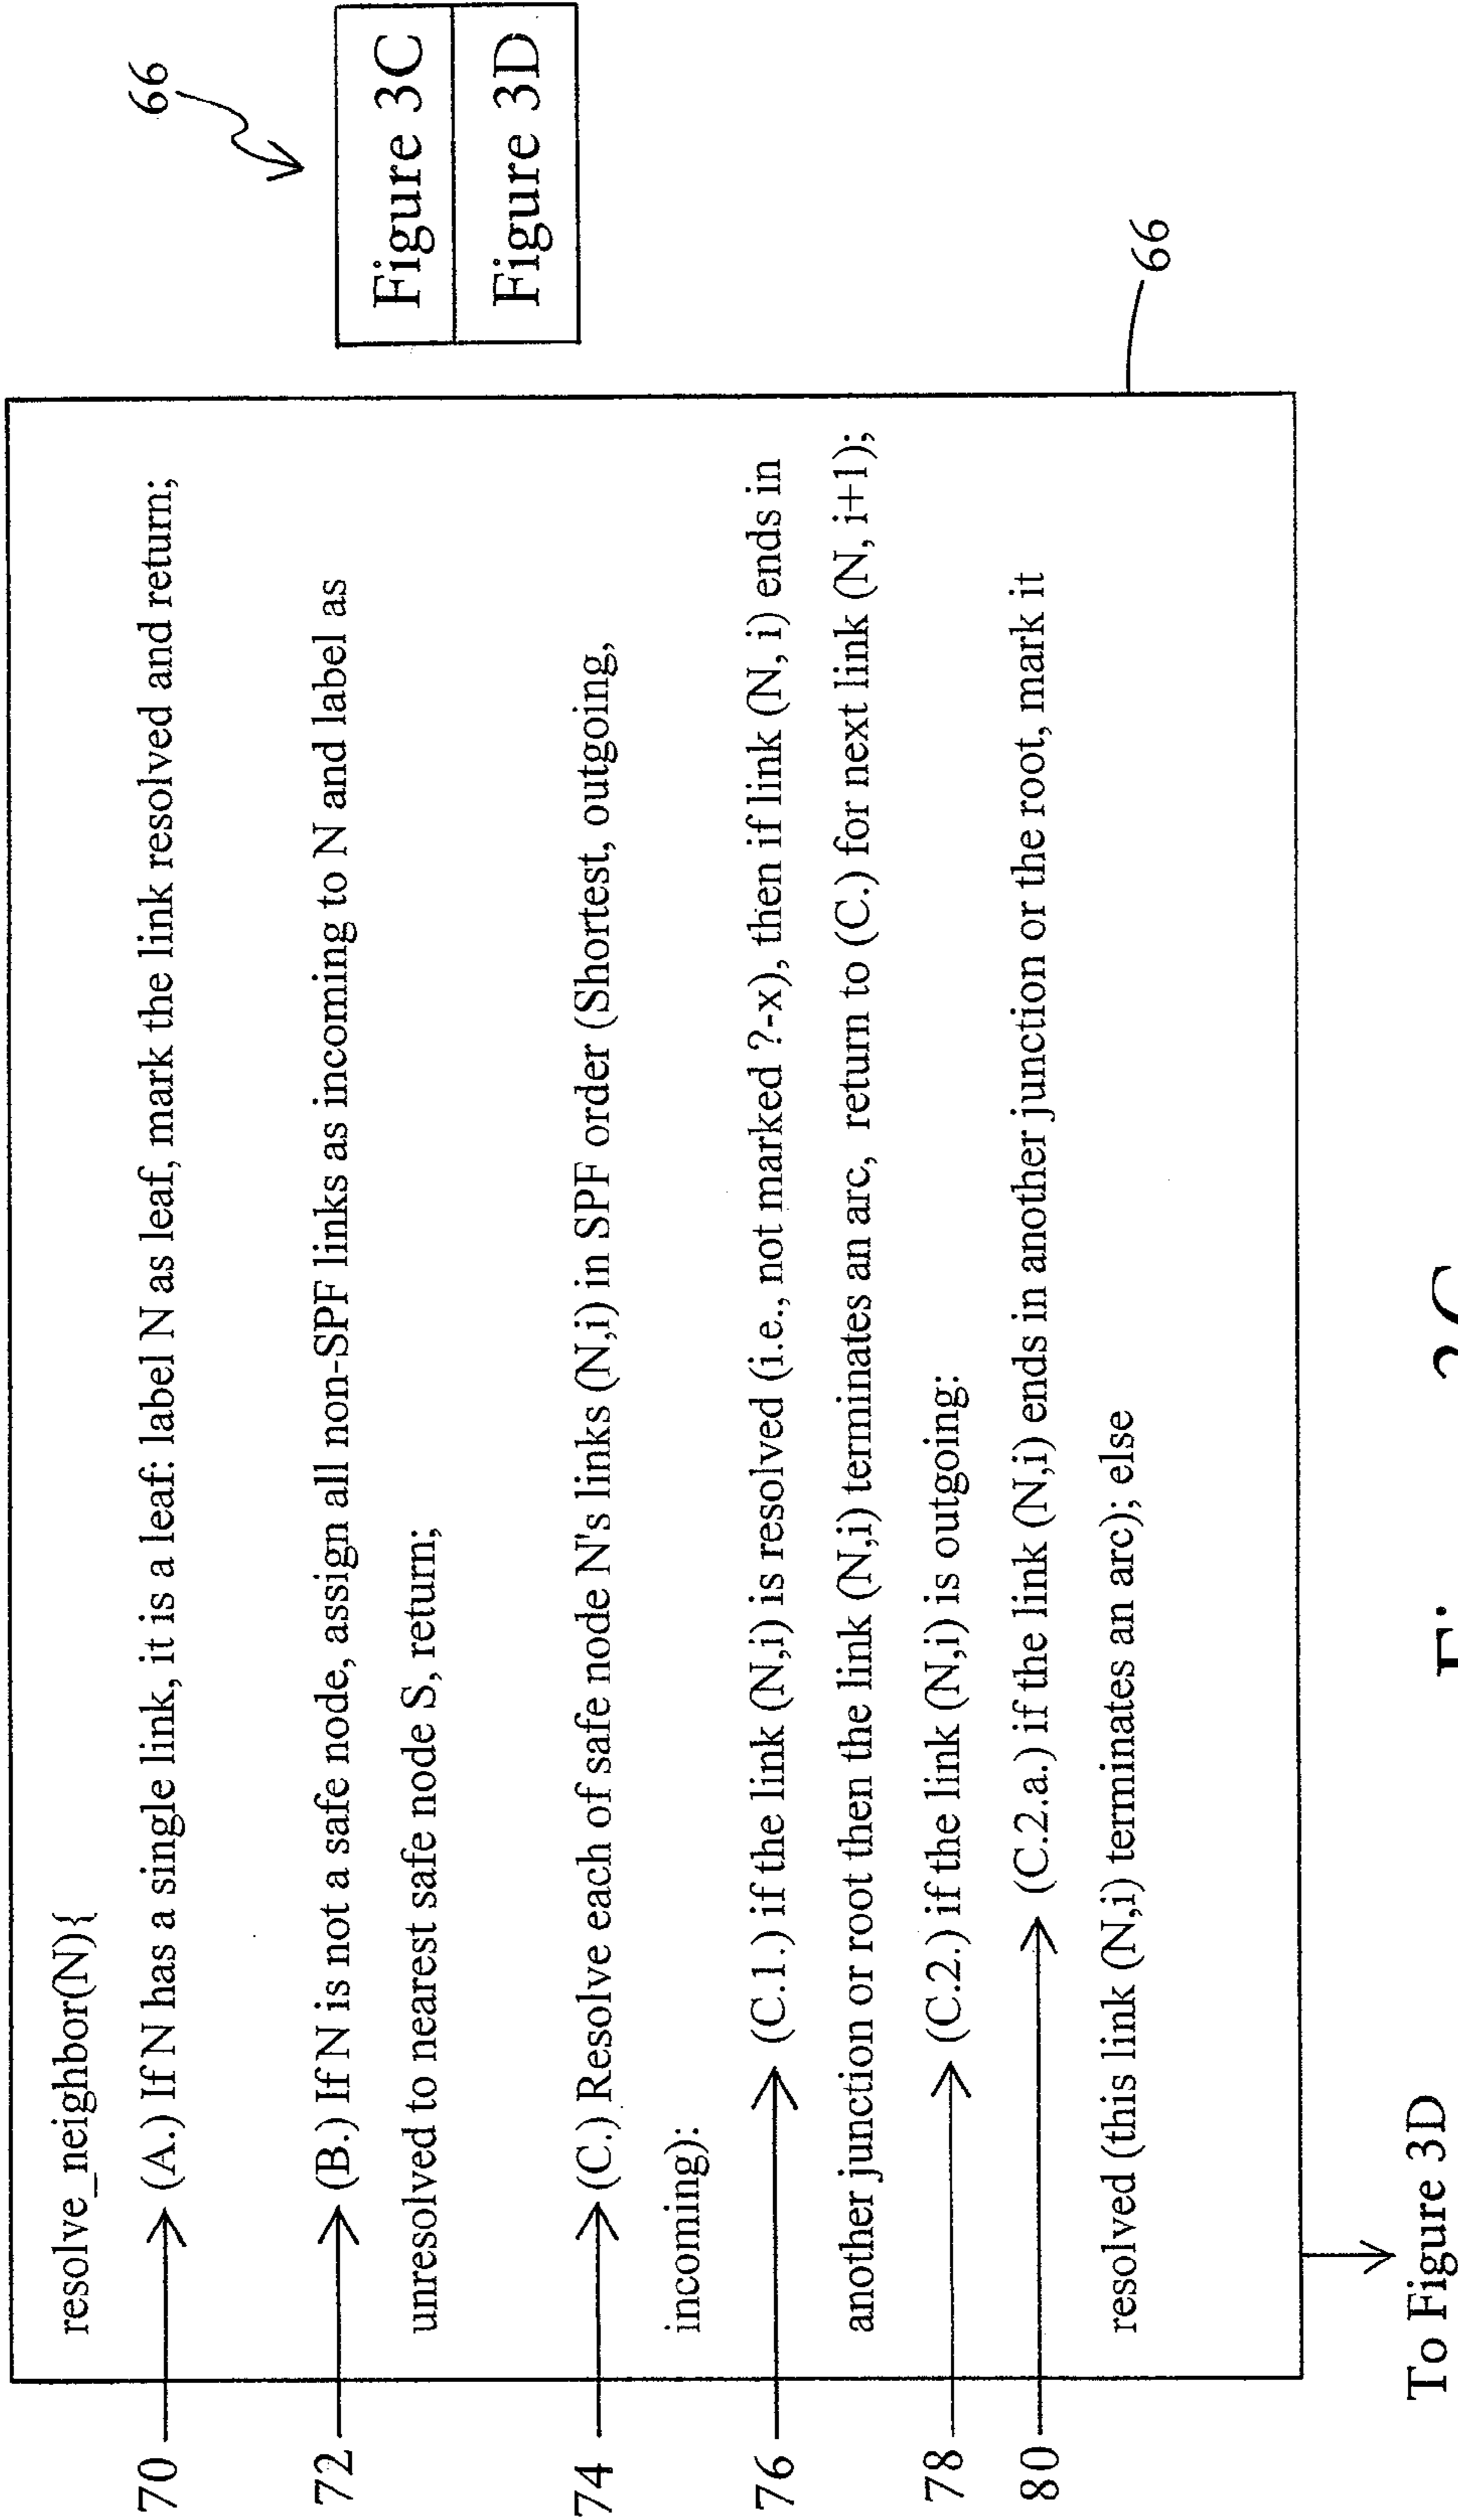 resolve_neighbor(N){
70
(A.) If N has a single link, it is a leaf: label N as leaf, mark the link resolved and return;
72
(B.) If N is not a safe node, assign all non-SPF links as incoming to N and label as
unresolved to nearest safe node S, return;
74
(C.) Resolve each of safe node N's links (N,i) in SPF order (Shortest, outgoing,
incoming):
76
(C.1.) if the link (N,i) is resolved (i.e., not marked ?-x), then if link (N, i) ends in
another junction or root then the link (N,i) terminates an arc, return to (C.) for next link (N, i+1);
78
(C.2.) if the link (N,i) is outgoing:
80
(C.2.a.) if the link (N,i) ends in another junction or the root, mark it
resolved (this link (N,i) terminates an arc); else
66
66
Figure 3C
Figure 3D
To Figure 3D